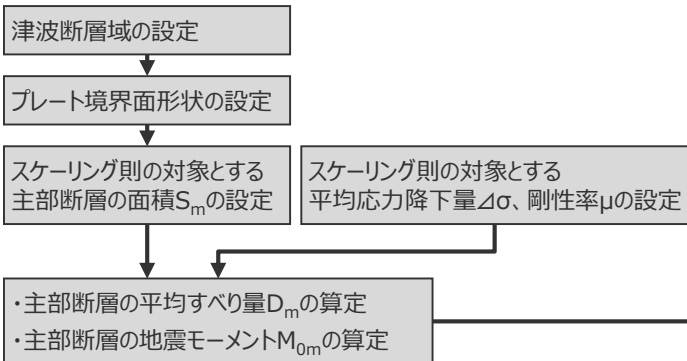 津波断層域の設定
プレート境界面形状の設定
スケーリング則の対象とする
主部断層の面積Smの設定
スケーリング則の対象とする
平均応力降下量⊿σ、剛性率μの設定
・主部断層の平均すべり量Dmの算定
・主部断層の地震モーメントM0mの算定